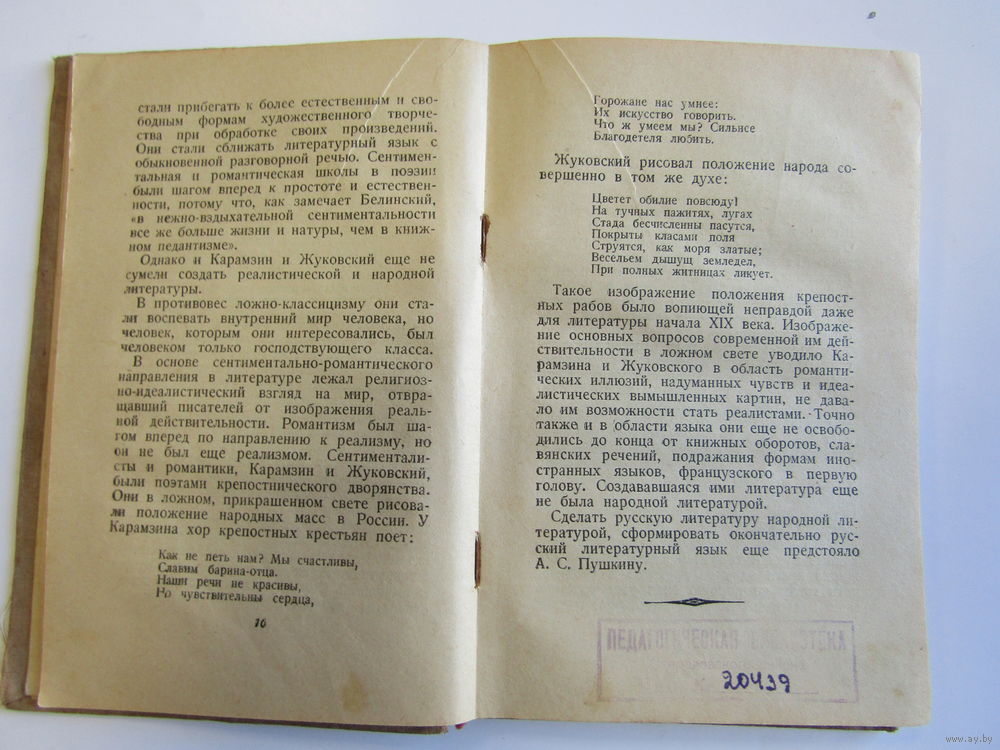 стали прибегать к более естественным и сво-
бодным формам художественного творче-
ства при обработке своих произведений.
Они стали сближать литературный язык с
обыкновенной разговорной речью. Сентимен-
тальная и романтическая школы в поэзии
были шагом вперед к простоте и естествен-
ности, потому что, как замечает Белинский,
«в нежно-вздыхательной сентиментальности
все же больше жизни и натуры, чем в книж-
ном педантизме».
Однако и Карамзин и Жуковский еще не
сумели создать реалистической и народной
литературы.
В противовес ложно-классицизму они ста-
ли воспевать внутренний мир человека, но
человек, которым они интересовались, был
человеком только господствующего класса.
В основе сентиментально-романтического
направления в литературе лежал религиоз-
но-идеалистический взгляд на мир, отвра-
щавший писателей от изображения реаль-
ной действительности. Романтизм был ша-
гом вперед по направлению к реализму, но
он не был еще реализмом. Сентиментали-
сты и романтики, Карамзин и Жуковский,
были поэтами крепостнического дворянства.
Они в ложном, прикрашенном свете рисова-
ли положение народных масс в России. У
Карамзина хор крепостных крестьян поет:
Как не петь нам? Мы счастливы,
Славим барина-отца.
Наши речи не красивы,
Но чувствительны сердца,
10
Горожане нас умнее:
Их искусство говорить.
Что ж умеем мы? Сильнее
Благодетеля любить.
Жуковский рисовал положение народа со-
вершенно в том же духе:
Цветет обилие повсюду!
На тучных пажитях, лугах
Стада бесчисленны пасутся,
Покрыты класами поля
Струятся, как моря златые;
Весельем дышущ земледел,
При полных житницах ликует.
Такое изображение положения крепост-
ных рабов было вопиющей неправдой даже
для литературы начала XIX века. Изображе-
ние основных вопросов современной им дей-
ствительности в ложном свете уводило Ка-
рамзина и Жуковского в область романти-
ческих иллюзий, надуманных чувств и идеа-
листических вымышленных картин, не дава-
ло им возможности стать реалистами. Точно
также и в области языка они еще не освобо-
дились до конца от книжных оборотов, сла-
вянских речений, подражания формам ино-
странных языков, французского в первую
голову. Создававшаяся ими литература еще
не была народной литературой.
Сделать русскую литературу народной ли-
тературой, сформировать окончательно рус-
ский литературный язык еще предстояло
А. С. Пушкину.
ПЕДАГОГИЧЕСКАЯ БИБЛИОТЕКА
20439
www.ay.by